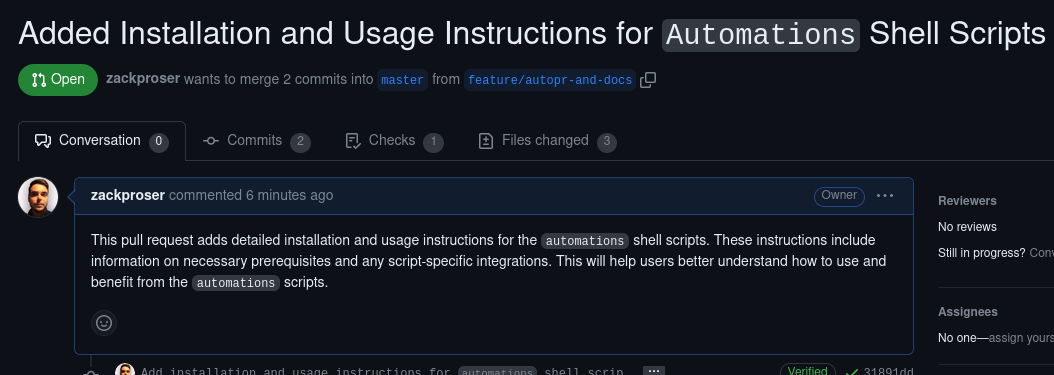 Added Installation and Usage Instructions for Automations Shell Scripts
Open zackproser wants to merge 2 commits into master from feature/autopr-and-docs
Conversation 0 Commits 2 Checks 1 Files changed 3
zackproser commented 6 minutes ago Owner
This pull request adds detailed installation and usage instructions for the automations shell scripts. These instructions include
information on necessary prerequisites and any script-specific integrations. This will help users better understand how to use and
benefit from the automations scripts.
Reviewers
No reviews
Still in progress? Conv
Assignees
No one—assign yours
Add installation and usage instructions for automations shell scrip ... Verified 31891dd